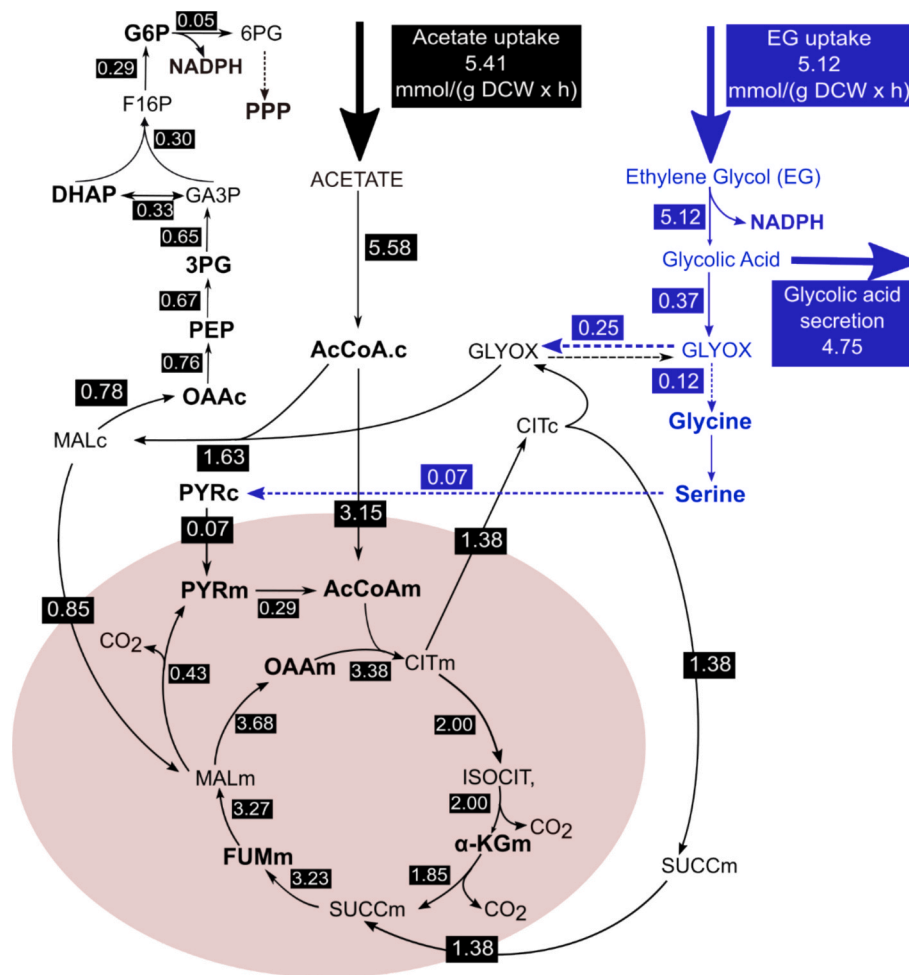 G6P
0.05
6PG
NADPH
0.29
F16P
PPP
0.30
DHAP
GA3P
0.33
0.65
3PG
0.67
PEP
0.76
OAAc
0.78
MALc
Acetate uptake
5.41
mmol/(g DCW x h)
ACETATE
5.58
AcCoA.c
GLYOX
1.63
EG uptake
5.12
mmol/(g DCW x h)
Ethylene Glycol (EG)
5.12
NADPH
Glycolic Acid
Glycolic acid
secretion
4.75
0.37
0.25
GLYOX
0.12
Glycine
CITc
Serine
0.07
PYRc
0.07
3.15
1.38
PYRm
0.29
AcCoAm
0.85
CO2
0.43
OAAm
3.38
CITm
1.38
3.68
2.00
MALm
ISOCIT,
2.00
CO2
3.27
α-KGm
FUMm
1.85
SUCCm
3.23
SUCCm
CO2
1.38